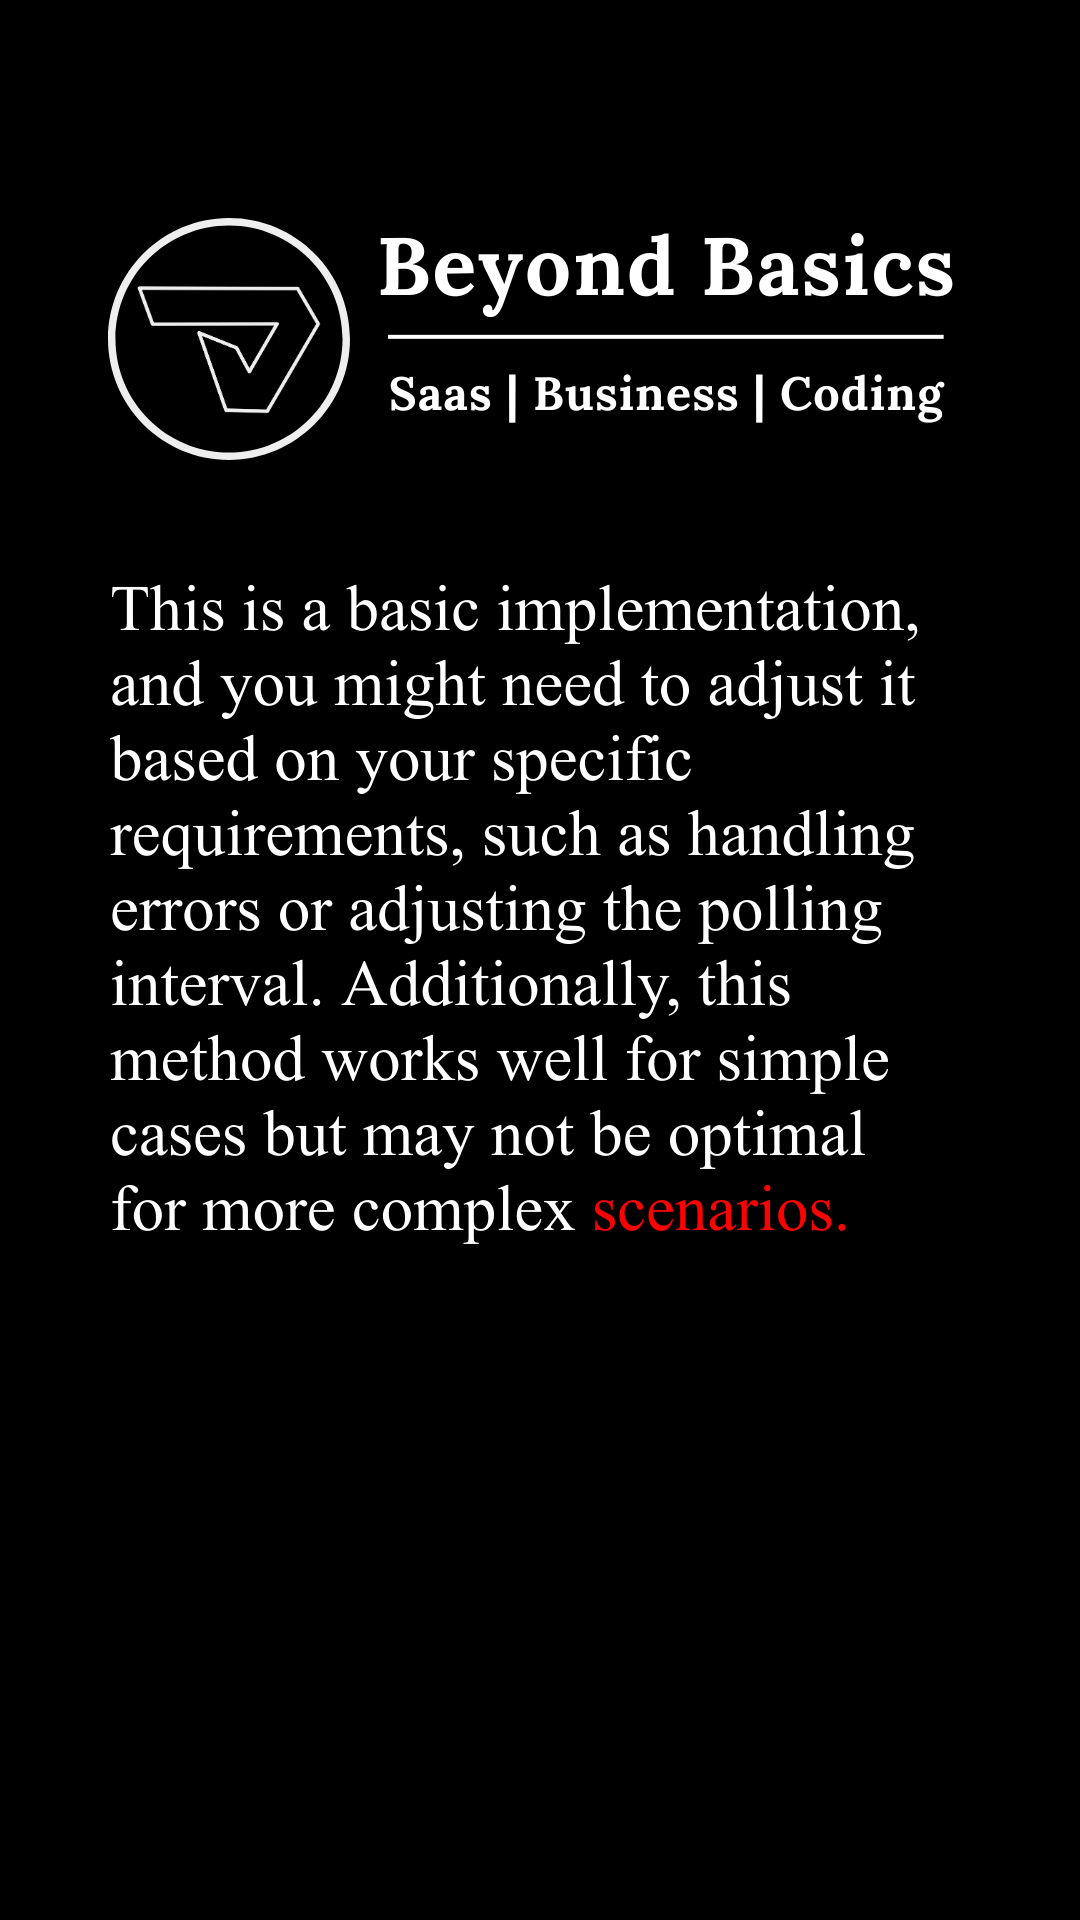 Beyond Basics
Saas | Business | Coding
This is a basic implementation,
and you might need to adjust it
based on your specific
requirements, such as handling
errors or adjusting the polling
interval. Additionally, this
method works well for simple
cases but may not be optimal
for more complex scenarios.